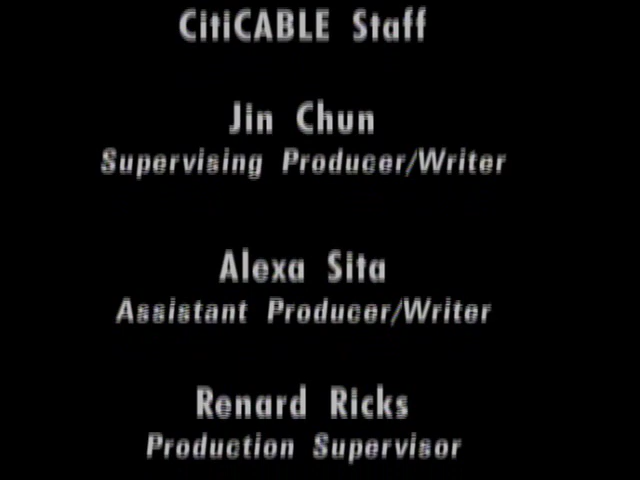 CitiCABLE Staff
Jin Chun
Supervising Producer/Writer
Alexa Sita
Assistant Producer/Writer
Renard Ricks
Production Supervisor